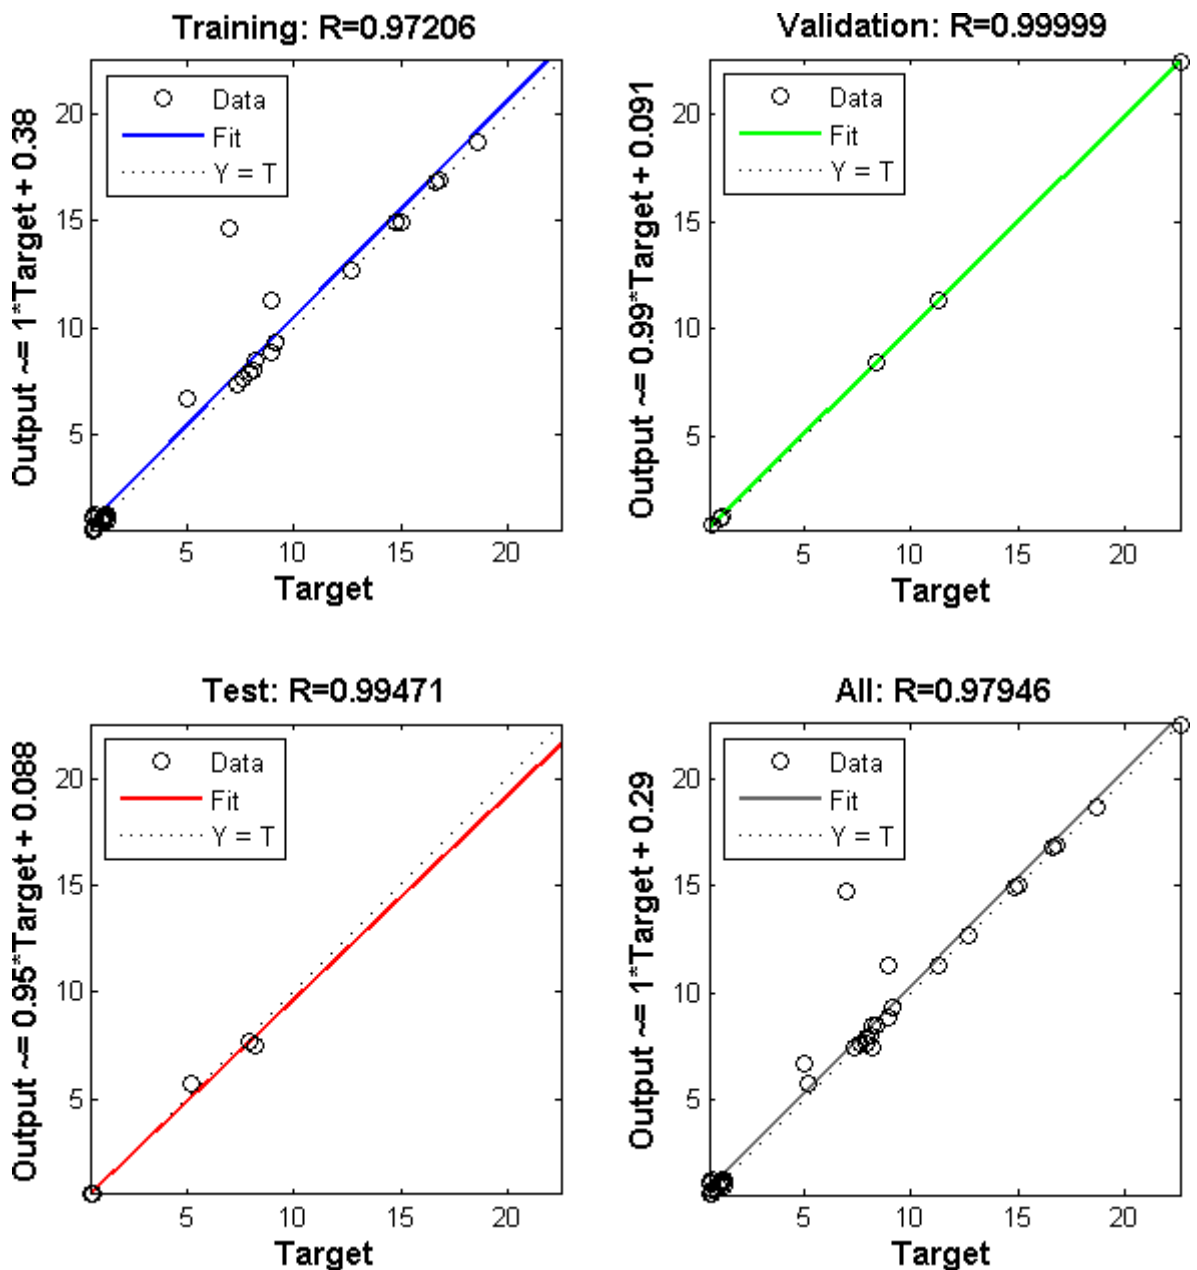 Training: R=0.97206
Output ~= 1*Target + 0.38
Data
Fit
Y = T
20
15
10
5
5 10 15 20
Target
Validation: R=0.99999
Output ~= 0.99*Target + 0.091
Data
Fit
Y = T
20
15
10
5
5 10 15 20
Target
Test: R=0.99471
Output ~= 0.95*Target + 0.088
Data
Fit
Y = T
20
15
10
5
5 10 15 20
Target
All: R=0.97946
Output ~= 1*Target + 0.29
Data
Fit
Y = T
20
15
10
5
5 10 15 20
Target